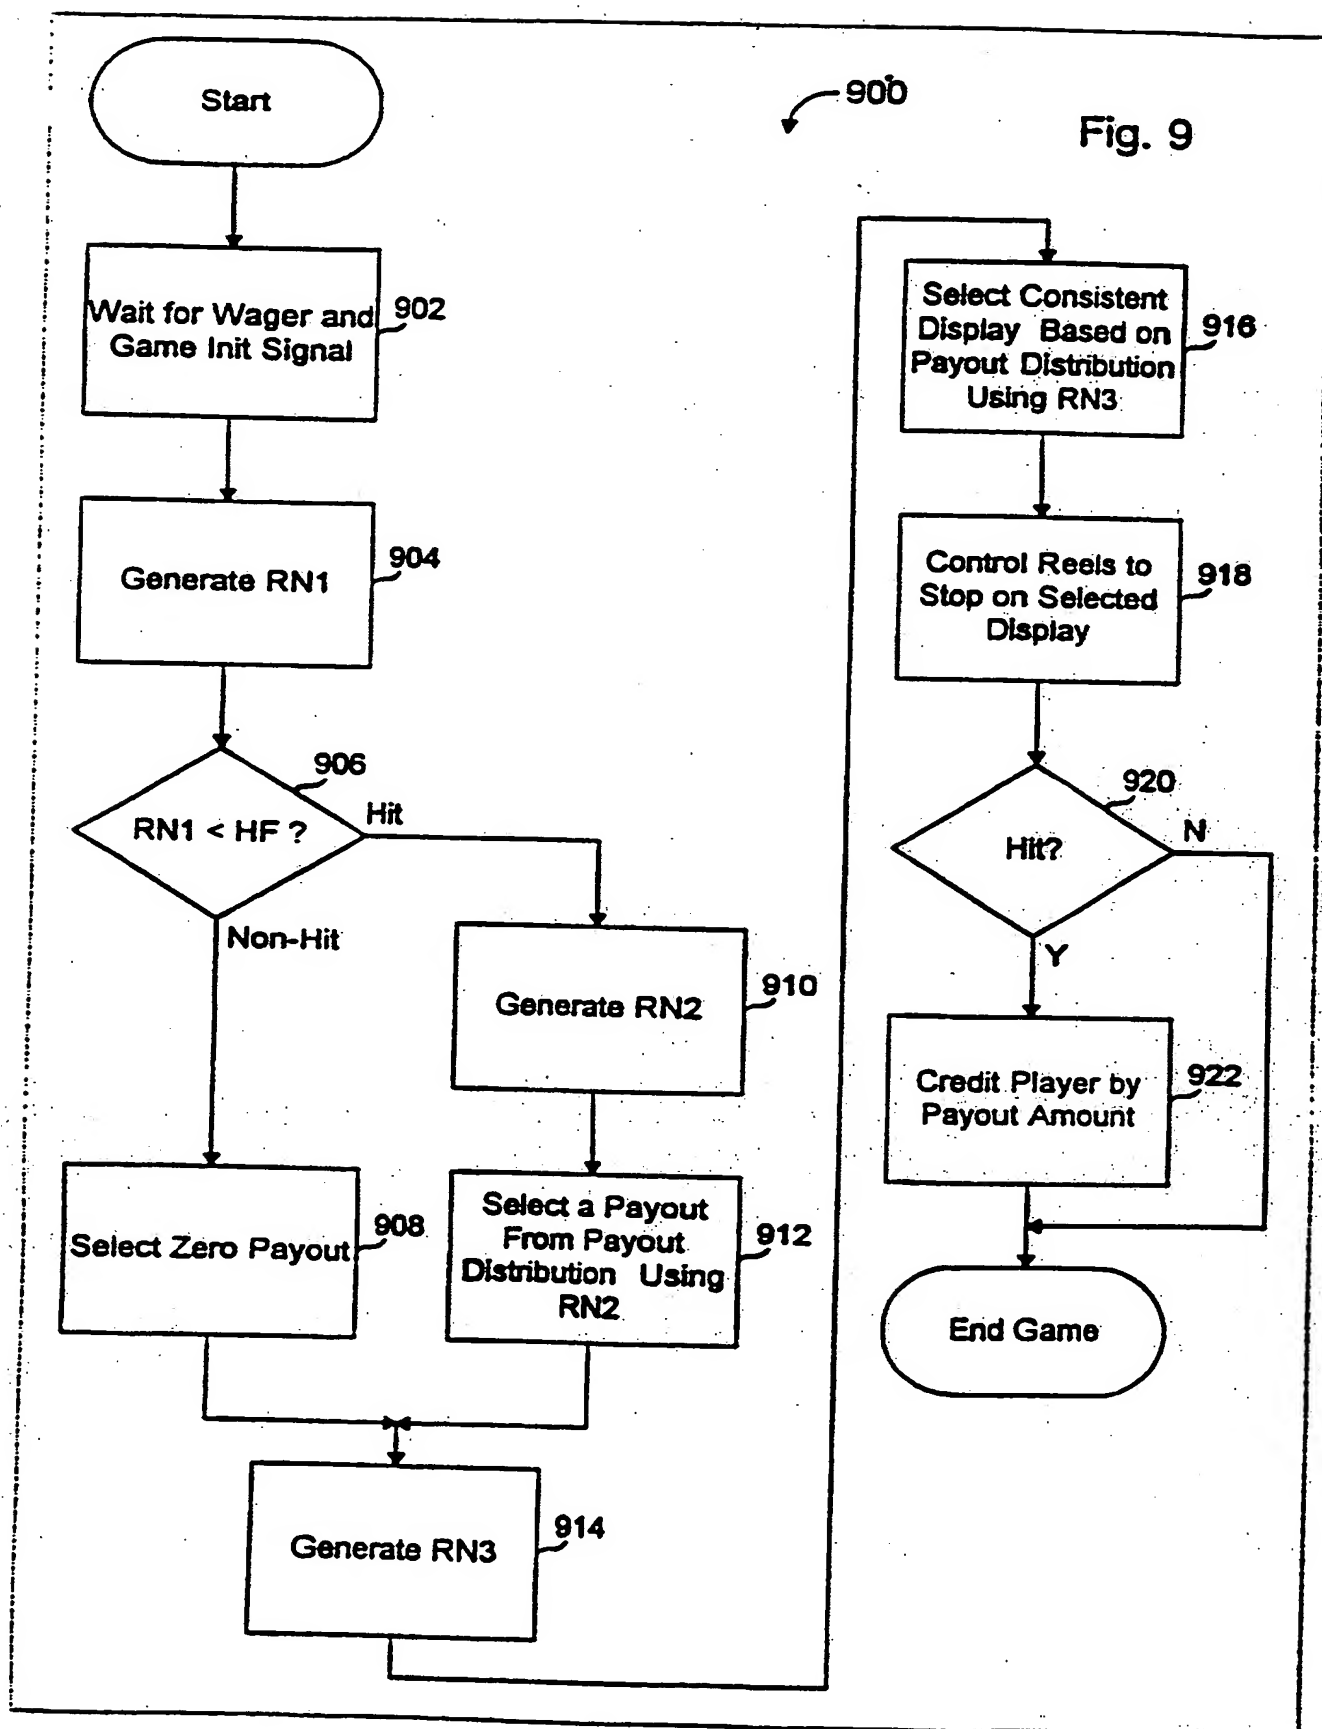 Start
900
Fig. 9
Wait for Wager and
Game Init Signal
902
Generate RN1
904
RN1 < HF ?
906
Hit
Non-Hit
Generate RN2
910
Select Zero Payout
908
Select a Payout
From Payout
Distribution Using
RN2
912
Generate RN3
914
Select Consistent
Display Based on
Payout Distribution
Using RN3
916
Control Reels to
Stop on Selected
Display
918
Hit?
920
N
Y
Credit Player by
Payout Amount
922
End Game